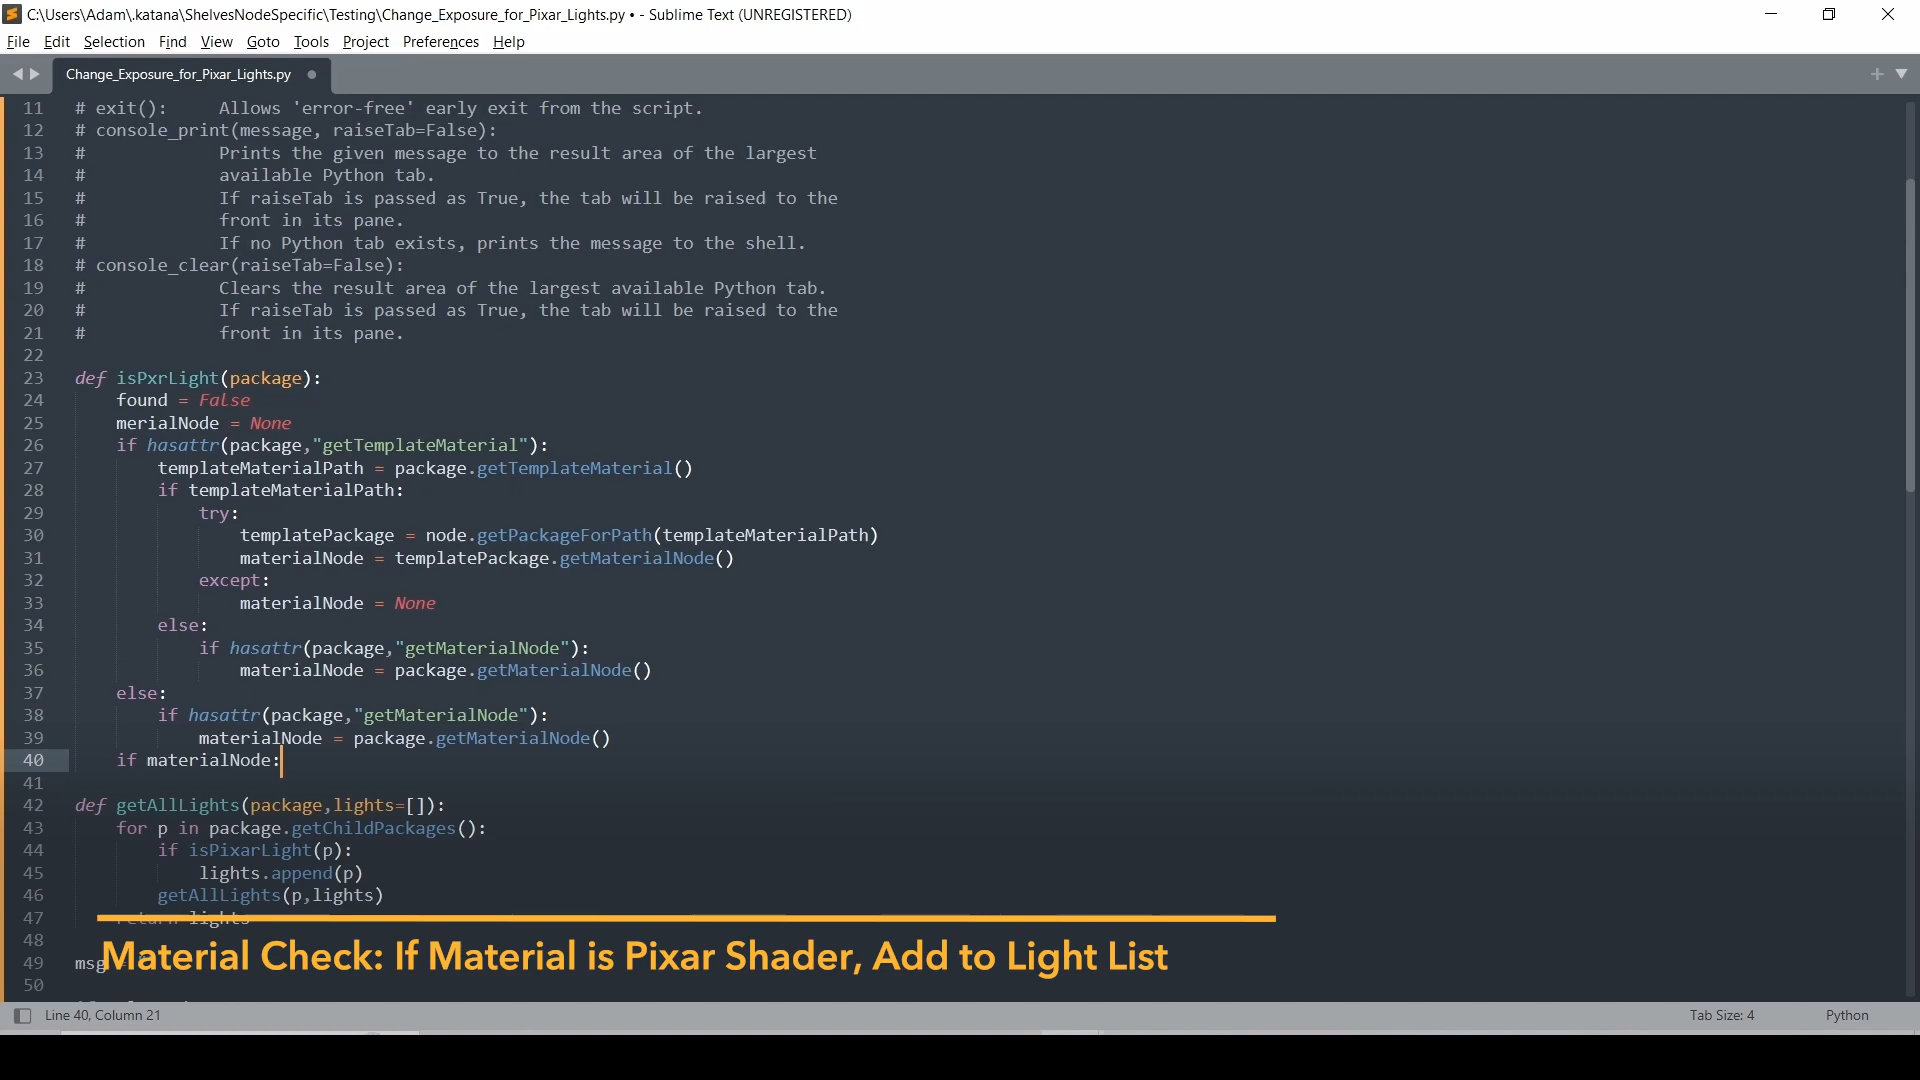 C:\Users\Adam\.katana\ShelvesNodeSpecific\Testing\Change_Exposure_for_Pixar_Lights.py • - Sublime Text (UNREGISTERED)
File Edit Selection Find View Goto Tools Project Preferences Help
Change_Exposure_for_Pixar_Lights.py
11 # exit():     Allows 'error-free' early exit from the script.
12 # console_print(message, raiseTab=False):
13 #             Prints the given message to the result area of the largest
14 #             available Python tab.
15 #             If raiseTab is passed as True, the tab will be raised to the
16 #             front in its pane.
17 #             If no Python tab exists, prints the message to the shell.
18 # console_clear(raiseTab=False):
19 #             Clears the result area of the largest available Python tab.
20 #             If raiseTab is passed as True, the tab will be raised to the
21 #             front in its pane.
22
23 def isPxrLight(package):
24     found = False
25     merialNode = None
26     if hasattr(package,"getTemplateMaterial"):
27         templateMaterialPath = package.getTemplateMaterial()
28         if templateMaterialPath:
29             try:
30                 templatePackage = node.getPackageForPath(templateMaterialPath)
31                 materialNode = templatePackage.getMaterialNode()
32             except:
33                 materialNode = None
34         else:
35             if hasattr(package,"getMaterialNode"):
36                 materialNode = package.getMaterialNode()
37     else:
38         if hasattr(package,"getMaterialNode"):
39             materialNode = package.getMaterialNode()
40     if materialNode:
41
42 def getAllLights(package,lights=[]):
43     for p in package.getChildPackages():
44         if isPixarLight(p):
45             lights.append(p)
46         getAllLights(p,lights)
47     return lights
48
49 msg
50
Material Check: If Material is Pixar Shader, Add to Light List
Line 40, Column 21
Tab Size: 4
Python